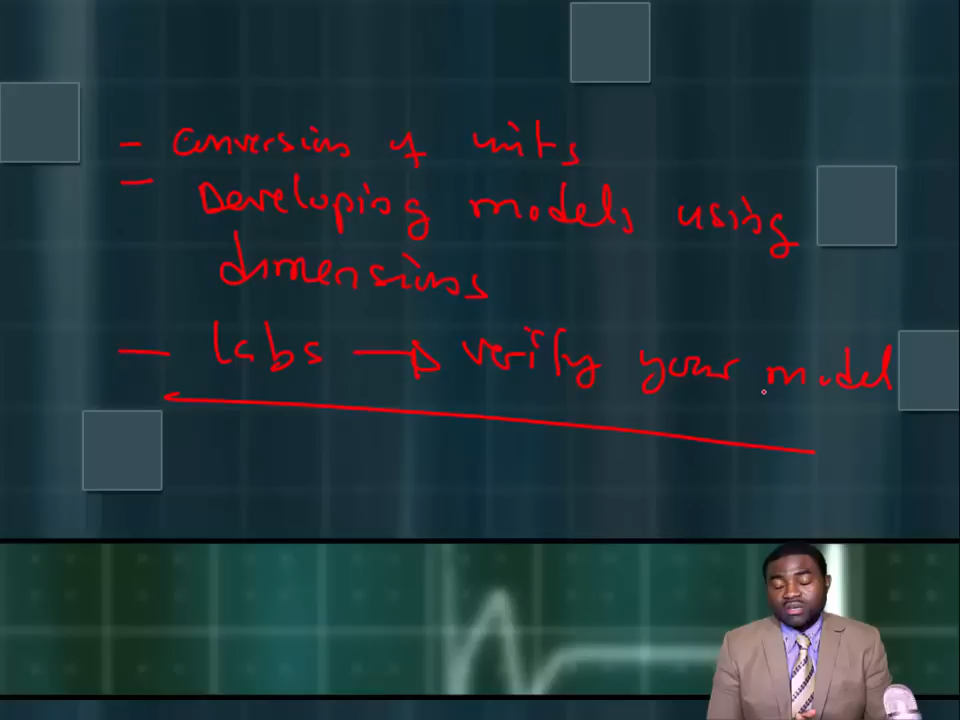 - Conversion of units
- Developing models using
dimensions
- Labs → verify your model